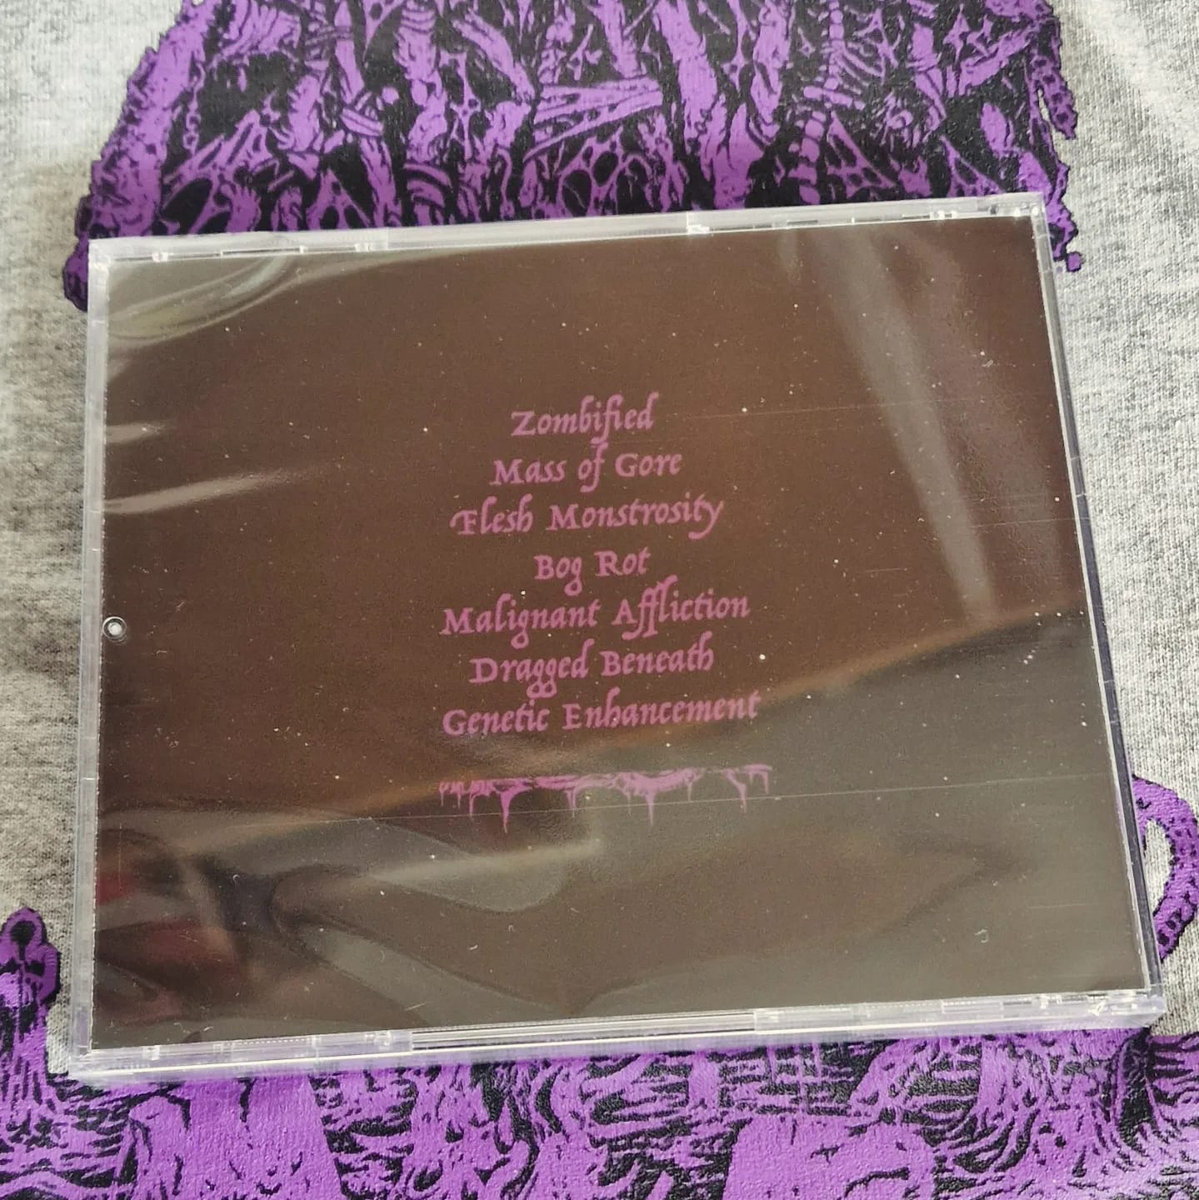 Zombified
Mass of Gore
Flesh Monstrosity
Bog Rot
Malignant Affliction
Dragged Beneath
Genetic Enhancement